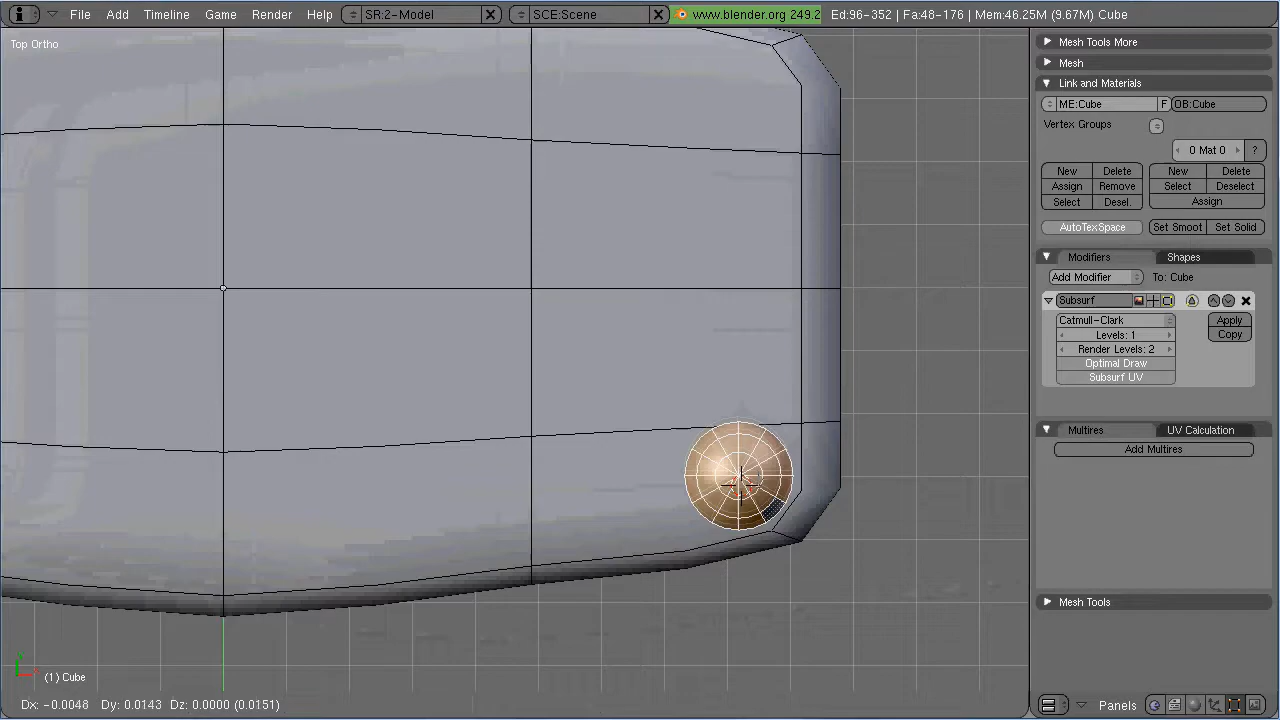 File Add Timeline Game Render Help SR:2-Model SCE:Scene www.blender.org 249.2 Ed:96-352 | Fa:48-176 | Mem:46.25M (9.67M) Cube
Top Ortho
Mesh Tools More
Mesh
Link and Materials
ME:Cube F OB:Cube
Vertex Groups
0 Mat 0 ?
New Delete New Delete
Assign Remove Select Deselect
Select Desel. Assign
AutoTexSpace Set Smoot Set Solid
Modifiers Shapes
Add Modifier To: Cube
Subsurf
Catmull-Clark Apply
Levels: 1 Copy
Render Levels: 2
Optimal Draw
Subsurf UV
Multires UV Calculation
Add Multires
Mesh Tools
(1) Cube
Dx: -0.0048 Dy: 0.0143 Dz: 0.0000 (0.0151)
Panels